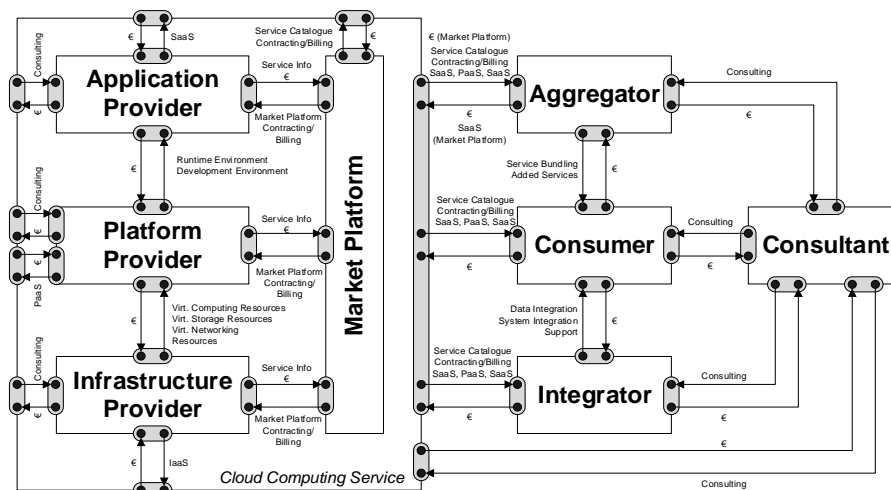 €
SaaS
Service Catalogue
Contracting/Billing
€
€ (Market Platform)
Service Catalogue
Contracting/Billing
SaaS, PaaS, SaaS
Consulting
€
Application
Provider
Service Info
€
Market Platform
Contracting/
Billing
€
SaaS
(Market Platform)
Aggregator
Consulting
€
€
Runtime Environment
Development Environment
Market Platform
Service Bundling
Added Services
€
Consulting
€
€
PaaS
Platform
Provider
Service Info
€
Market Platform
Contracting/
Billing
Service Catalogue
Contracting/Billing
SaaS, PaaS, SaaS
€
Consumer
Consulting
€
Consultant
€
Virt. Computing Resources
Virt. Storage Resources
Virt. Networking
Resources
Data Integration
System Integration
Support
€
Consulting
€
Infrastructure
Provider
Service Info
€
Market Platform
Contracting/
Billing
Service Catalogue
Contracting/Billing
SaaS, PaaS, SaaS
€
Integrator
Consulting
€
€
IaaS
Cloud Computing Service
€
Consulting